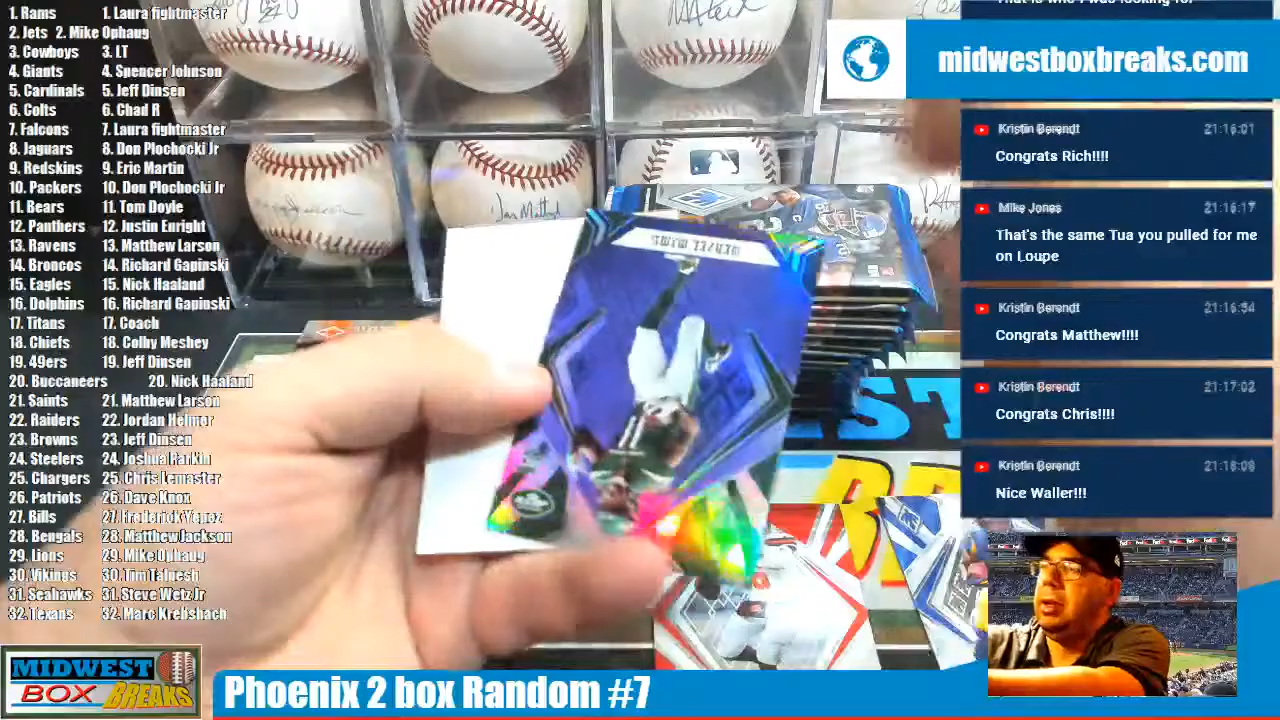 1. Rams 1. Laura fightmaster
2. Jets 2. Mike Ophaug
3. Cowboys 3. LT
4. Giants 4. Spencer Johnson
5. Cardinals 5. Jeff Dinsen
6. Colts 6. Chad R
7. Falcons 7. Laura fightmaster
8. Jaguars 8. Don Plochocki Jr
9. Redskins 9. Eric Martin
10. Packers 10. Don Plochocki Jr
11. Bears 11. Tom Doyle
12. Panthers 12. Justin Enright
13. Ravens 13. Matthew Larson
14. Broncos 14. Richard Gapinski
15. Eagles 15. Nick Haaland
16. Dolphins 16. Richard Gapinski
17. Titans 17. Coach
18. Chiefs 18. Colby Meshey
19. 49ers 19. Jeff Dinsen
20. Buccaneers 20. Nick Haaland
21. Saints 21. Matthew Larson
22. Raiders 22. Jordan Helmer
23. Browns 23. Jeff Dinsen
24. Steelers 24. Joshua Rankin
25. Chargers 25. Chris Lemaster
26. Patriots 26. Dave Knox
27. Bills 27. Frederick Yepez
28. Bengals 28. Matthew Jackson
29. Lions 29. Mike Ophaug
30. Vikings 30. Tim Talnesh
31. Seahawks 31. Steve Wetz Jr
32. Texans 32. Marc Krebsbach
midwestboxbreaks.com
Kristin Berendt 21:16:01
Congrats Rich!!!!
Mike Jones 21:16:17
That's the same Tua you pulled for me
on Loupe
Kristin Berendt 21:16:54
Congrats Matthew!!!!
Kristin Berendt 21:17:02
Congrats Chris!!!!
Kristin Berendt 21:18:08
Nice Waller!!!
DENZEL MIMS
MIDWEST
BOX BREAKS
Phoenix 2 box Random #7